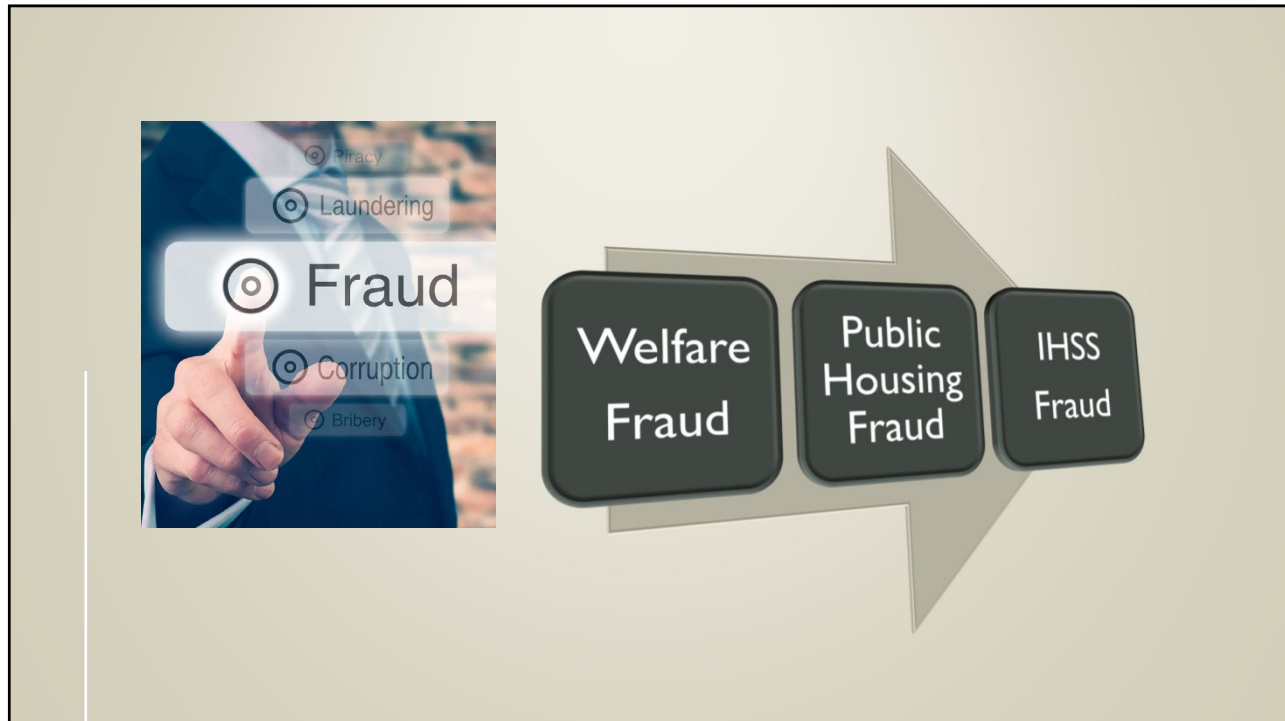 Piracy
Laundering
Fraud
Corruption
Bribery
Welfare
Fraud
Public
Housing
Fraud
IHSS
Fraud